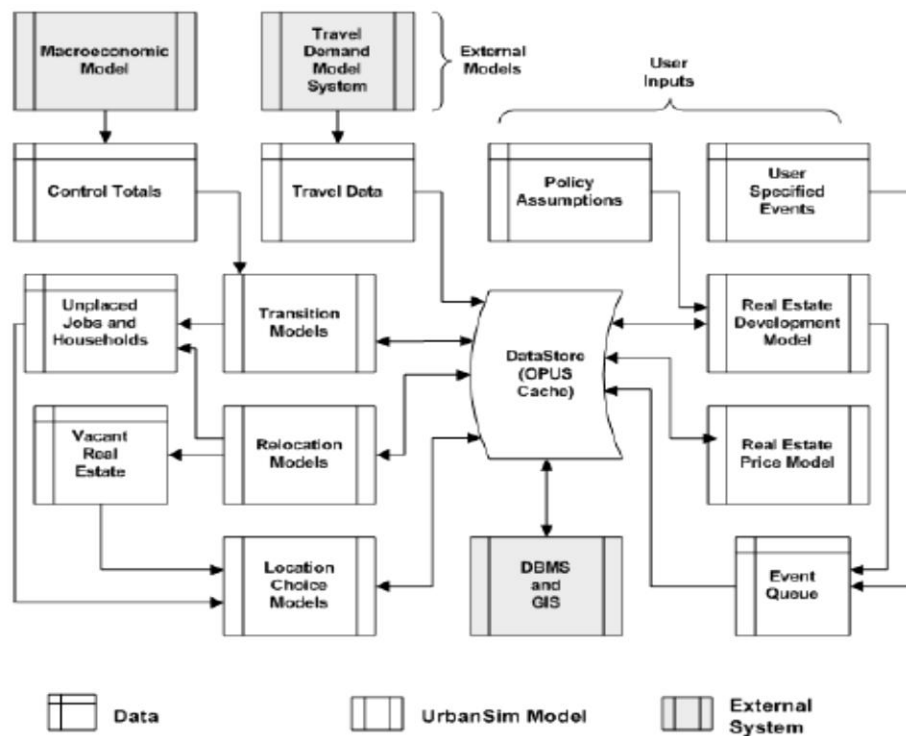 Macroeconomic
Model
Travel
Demand
Model
System
External
Models
User
Inputs
Control Totals
Travel Data
Policy
Assumptions
User
Specified
Events
Unplaced
Jobs and
Households
Transition
Models
DataStore
(OPUS
Cache)
Real Estate
Development
Model
Vacant
Real
Estate
Relocation
Models
Real Estate
Price Model
Location
Choice
Models
DBMS
and
GIS
Event
Queue
Data
UrbanSim Model
External
System